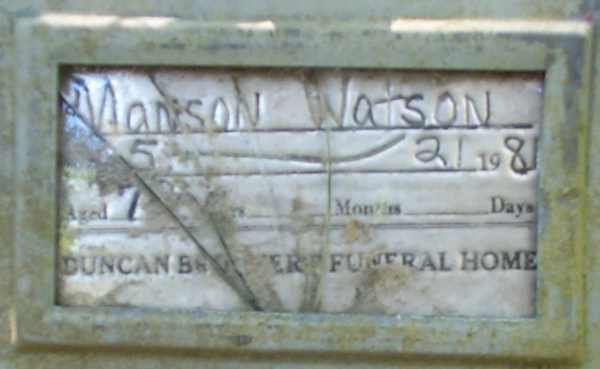 Manson Watson
5 — 21 1981
Aged 7 Months Days
DUNCAN FUNERAL HOME